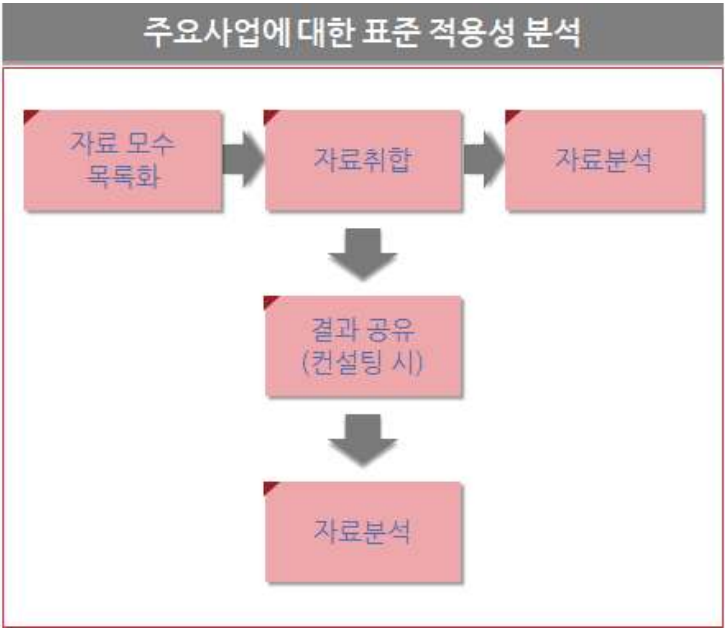 주요사업에 대한 표준 적용성 분석
자료 모수
목록화
자료취합
자료분석
결과 공유
(컨설팅 시)
자료분석